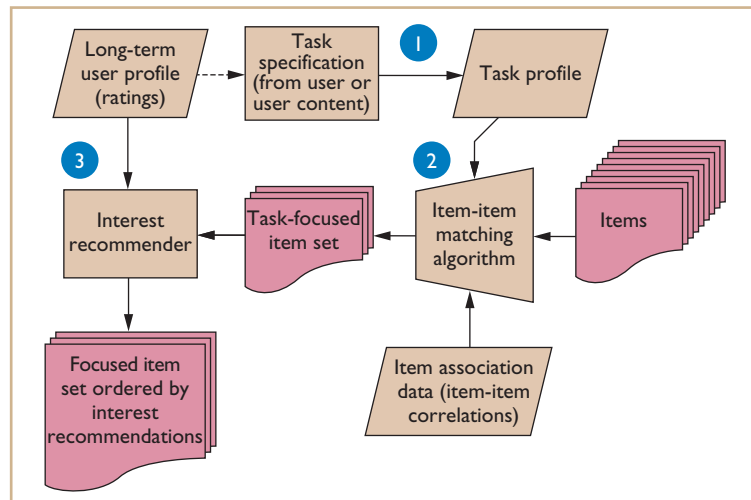 Long-term
user profile
(ratings)
Task
specification
(from user or
user content)
1
Task profile
3
2
Interest
recommender
Task-focused
item set
Item-item
matching
algorithm
Items
Focused item
set ordered by
interest
recommendations
Item association
data (item-item
correlations)